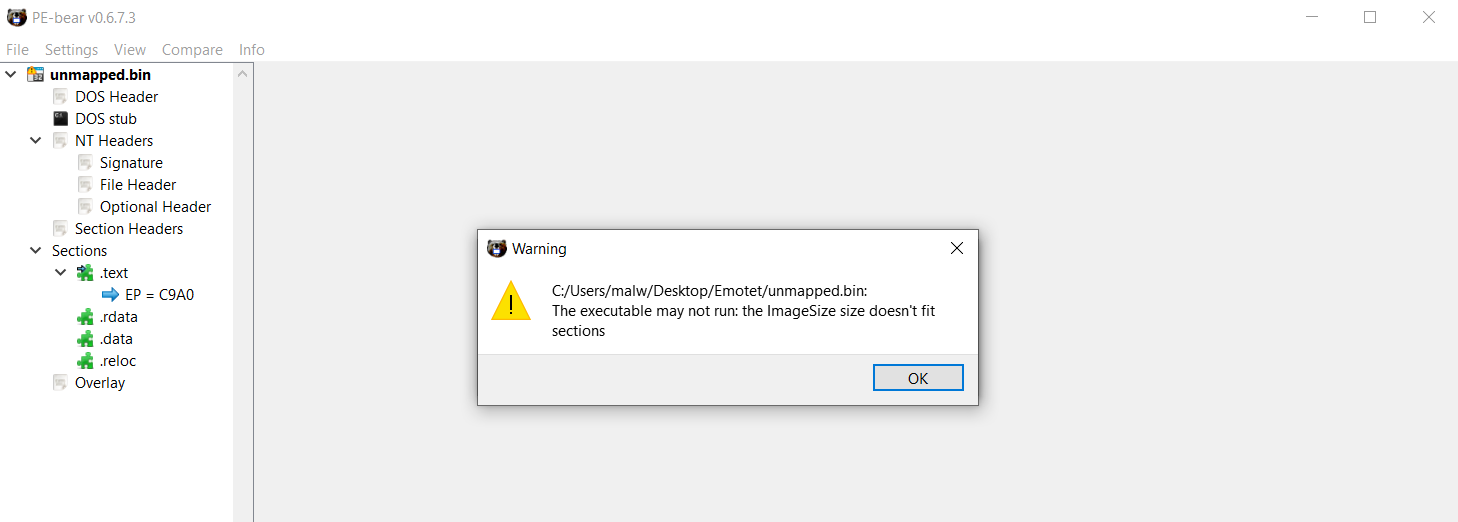 PE-bear v0.6.7.3
File Settings View Compare Info
unmapped.bin
DOS Header
DOS stub
NT Headers
Signature
File Header
Optional Header
Section Headers
Sections
.text
EP = C9A0
.rdata
.data
.reloc
Overlay
Warning
C:/Users/malw/Desktop/Emotet/unmapped.bin:
The executable may not run: the ImageSize size doesn't fit
sections
OK